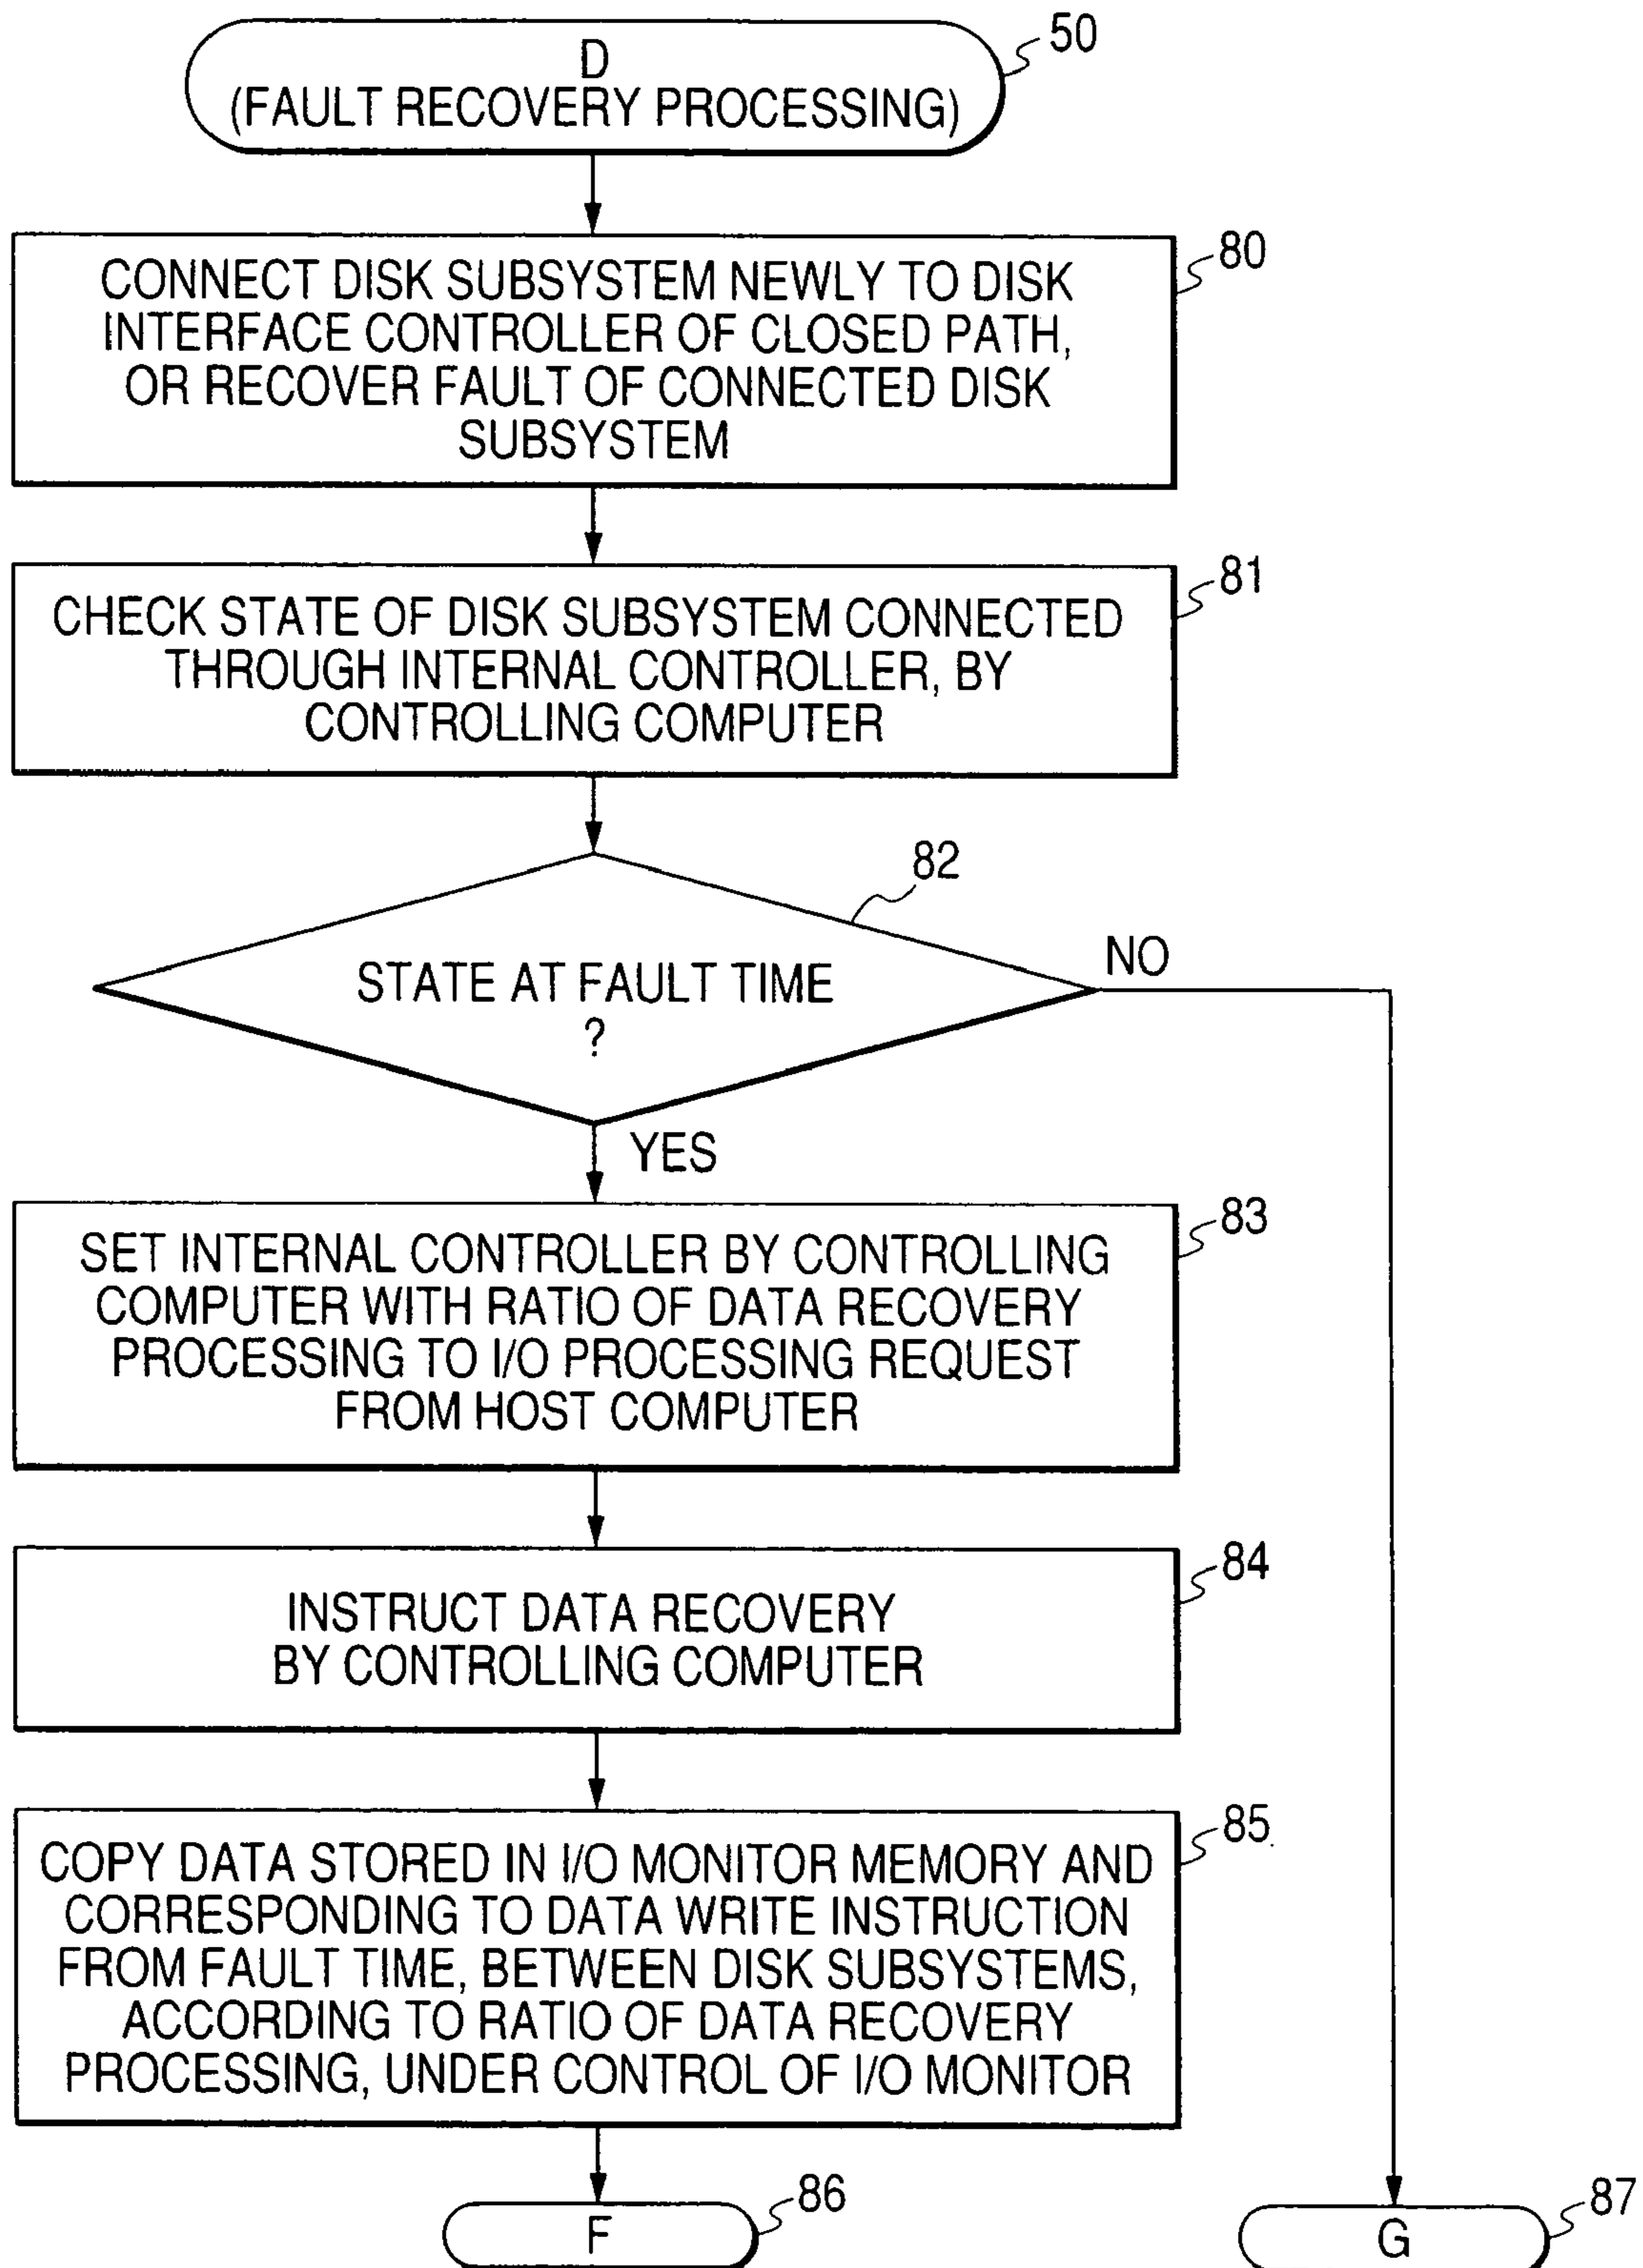 D
(FAULT RECOVERY PROCESSING)
50
CONNECT DISK SUBSYSTEM NEWLY TO DISK
INTERFACE CONTROLLER OF CLOSED PATH,
OR RECOVER FAULT OF CONNECTED DISK
SUBSYSTEM
80
CHECK STATE OF DISK SUBSYSTEM CONNECTED
THROUGH INTERNAL CONTROLLER, BY
CONTROLLING COMPUTER
81
82
STATE AT FAULT TIME
?
NO
YES
SET INTERNAL CONTROLLER BY CONTROLLING
COMPUTER WITH RATIO OF DATA RECOVERY
PROCESSING TO I/O PROCESSING REQUEST
FROM HOST COMPUTER
83
INSTRUCT DATA RECOVERY
BY CONTROLLING COMPUTER
84
COPY DATA STORED IN I/O MONITOR MEMORY AND
CORRESPONDING TO DATA WRITE INSTRUCTION
FROM FAULT TIME, BETWEEN DISK SUBSYSTEMS,
ACCORDING TO RATIO OF DATA RECOVERY
PROCESSING, UNDER CONTROL OF I/O MONITOR
85
F
86
G
87